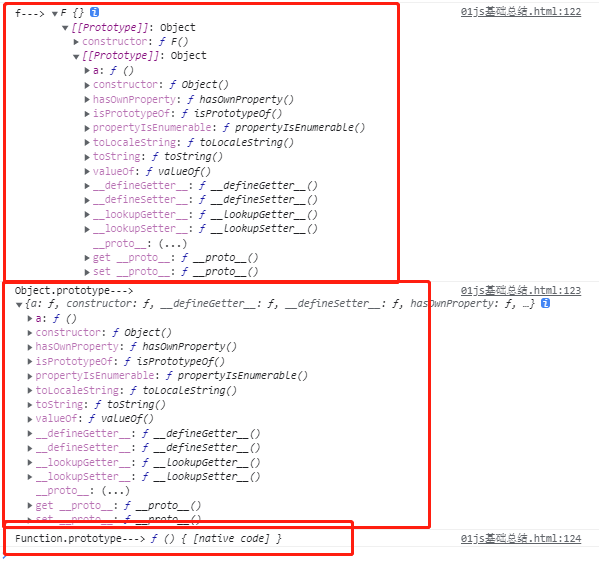 f---> ▼F {} i 01js基础总结.html:122
▼[[Prototype]]: Object
▶constructor: ƒ F()
▼[[Prototype]]: Object
▶a: ƒ ()
▶constructor: ƒ Object()
▶hasOwnProperty: ƒ hasOwnProperty()
▶isPrototypeOf: ƒ isPrototypeOf()
▶propertyIsEnumerable: ƒ propertyIsEnumerable()
▶toLocaleString: ƒ toLocaleString()
▶toString: ƒ toString()
▶valueOf: ƒ valueOf()
▶__defineGetter__: ƒ __defineGetter__()
▶__defineSetter__: ƒ __defineSetter__()
▶__lookupGetter__: ƒ __lookupGetter__()
▶__lookupSetter__: ƒ __lookupSetter__()
__proto__: (...)
▶get __proto__: ƒ __proto__()
▶set __proto__: ƒ __proto__()
Object.prototype---> 01js基础总结.html:123
▼{a: ƒ, constructor: ƒ, __defineGetter__: ƒ, __defineSetter__: ƒ, hasOwnProperty: ƒ, …} i
▶a: ƒ ()
▶constructor: ƒ Object()
▶hasOwnProperty: ƒ hasOwnProperty()
▶isPrototypeOf: ƒ isPrototypeOf()
▶propertyIsEnumerable: ƒ propertyIsEnumerable()
▶toLocaleString: ƒ toLocaleString()
▶toString: ƒ toString()
▶valueOf: ƒ valueOf()
▶__defineGetter__: ƒ __defineGetter__()
▶__defineSetter__: ƒ __defineSetter__()
▶__lookupGetter__: ƒ __lookupGetter__()
▶__lookupSetter__: ƒ __lookupSetter__()
__proto__: (...)
▶get __proto__: ƒ __proto__()
▶set __proto__: ƒ __proto__()
Function.prototype---> ƒ () { [native code] } 01js基础总结.html:124